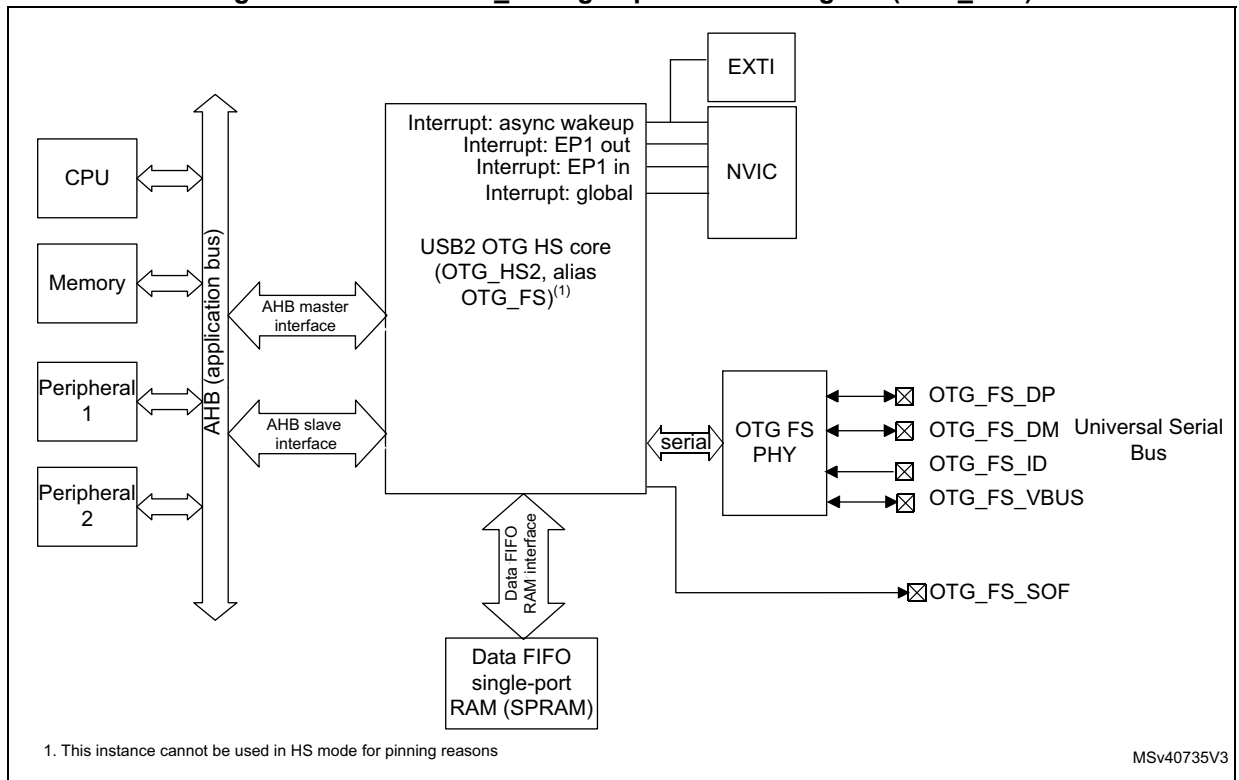 EXTI
Interrupt: async wakeup
Interrupt: EP1 out
Interrupt: EP1 in
Interrupt: global
NVIC
CPU
Memory
Peripheral
1
Peripheral
2
AHB (application bus)
AHB master
interface
AHB slave
interface
USB2 OTG HS core
(OTG_HS2, alias
OTG_FS)(1)
serial
OTG FS
PHY
OTG_FS_DP
OTG_FS_DM
OTG_FS_ID
OTG_FS_VBUS
Universal Serial
Bus
OTG_FS_SOF
Data FIFO
RAM interface
Data FIFO
single-port
RAM (SPRAM)
1. This instance cannot be used in HS mode for pinning reasons
MSv40735V3